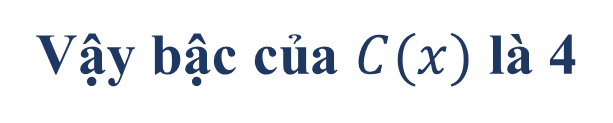 Vậy bậc của C(x) là 4